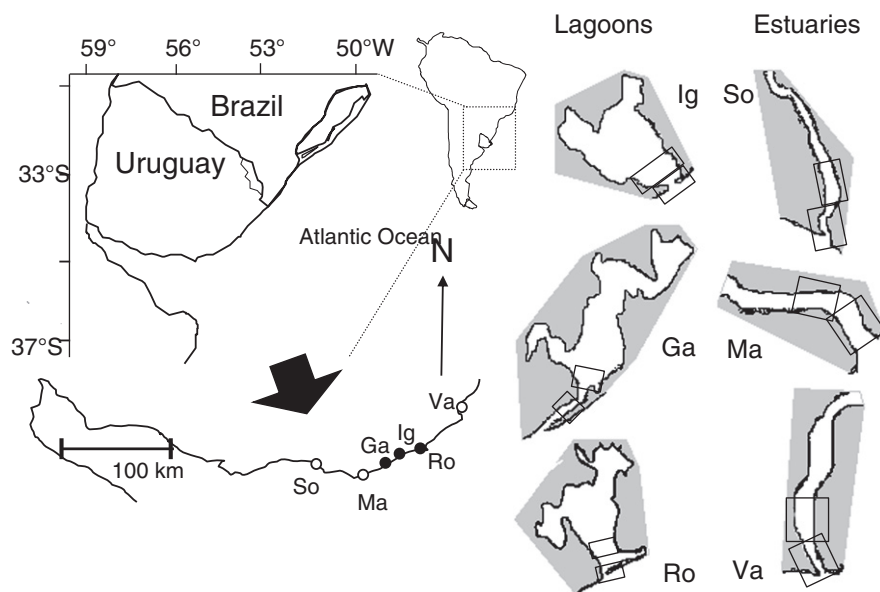 Lagoons Estuaries
59° 56° 53° 50°W
Brazil
Uruguay
33°S
Atlantic Ocean
N
37°S
100 km
So
Ma
Ga
Ig
Ro
Va
Ig
So
Ga
Ma
Ro
Va